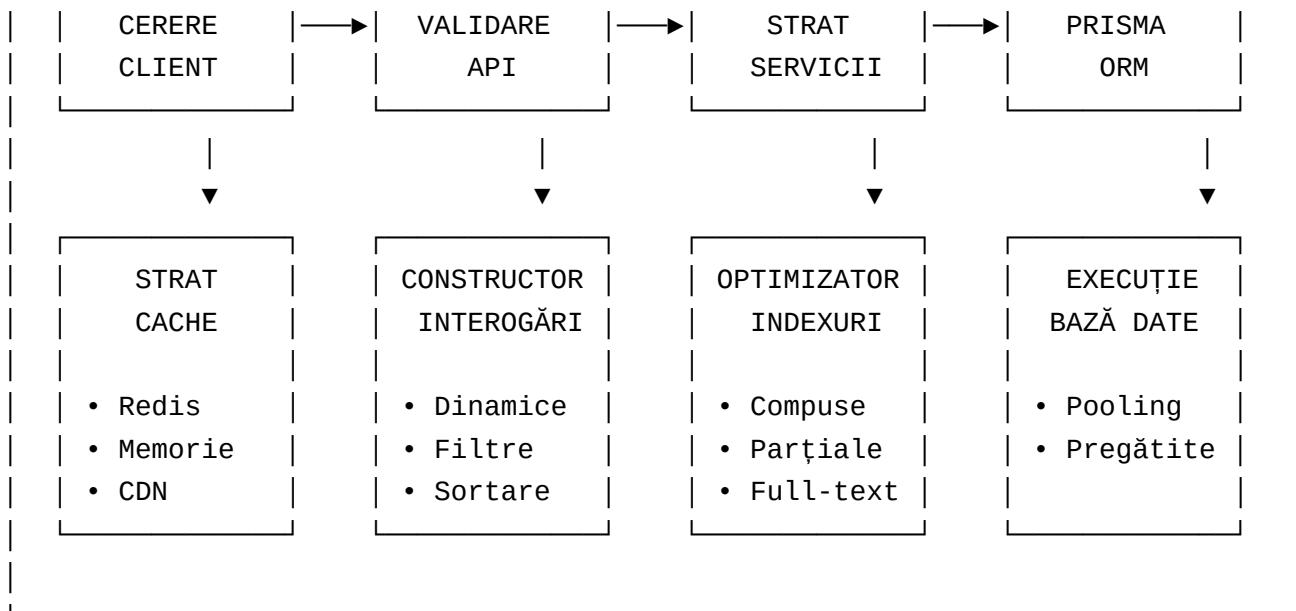 CERERE VALIDARE STRAT PRISMA
CLIENT API SERVICII ORM
STRAT CONSTRUCTOR OPTIMIZATOR EXECUȚIE
CACHE INTEROGĂRI INDEXURI BAZĂ DATE
• Redis • Dinamice • Compuse • Pooling
• Memorie • Filtre • Parțiale • Pregătite
• CDN • Sortare • Full-text